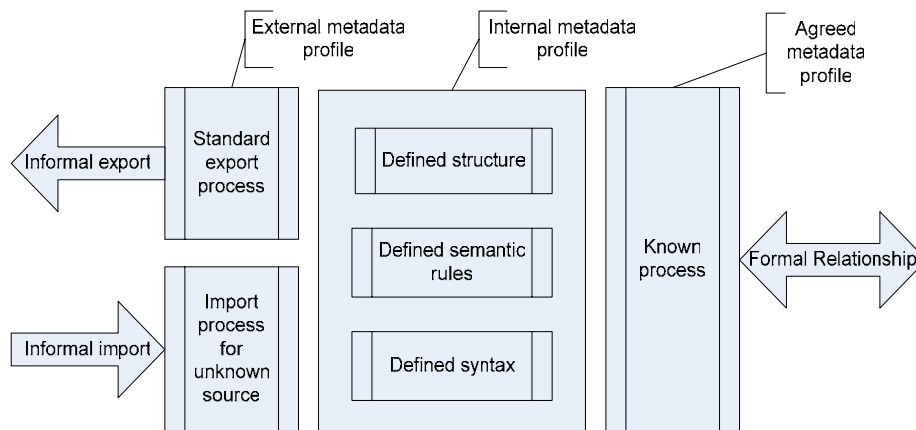 External metadata
profile
Internal metadata
profile
Agreed
metadata
profile
Informal export
Standard
export
process
Defined structure
Defined semantic
rules
Known
process
Formal Relationship
Informal import
Import
process
for
unknown
source
Defined syntax